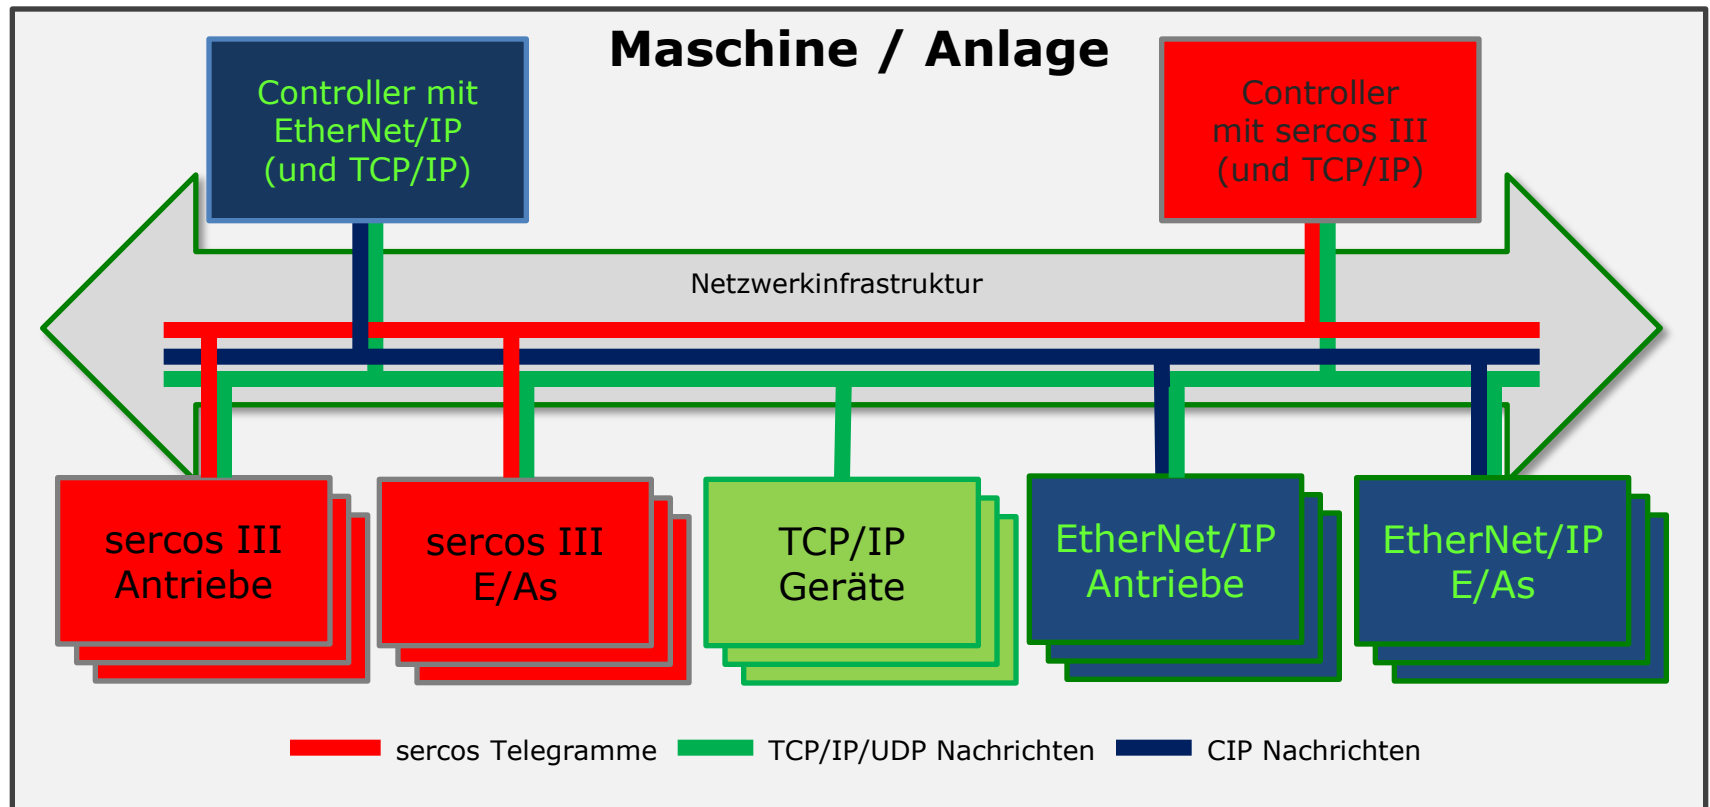 Maschine / Anlage
Controller mit
EtherNet/IP
(und TCP/IP)
Controller
mit sercos III
(und TCP/IP)
Netzwerkinfrastruktur
sercos III
Antriebe
sercos III
E/As
TCP/IP
Geräte
EtherNet/IP
Antriebe
EtherNet/IP
E/As
sercos Telegramme
TCP/IP/UDP Nachrichten
CIP Nachrichten